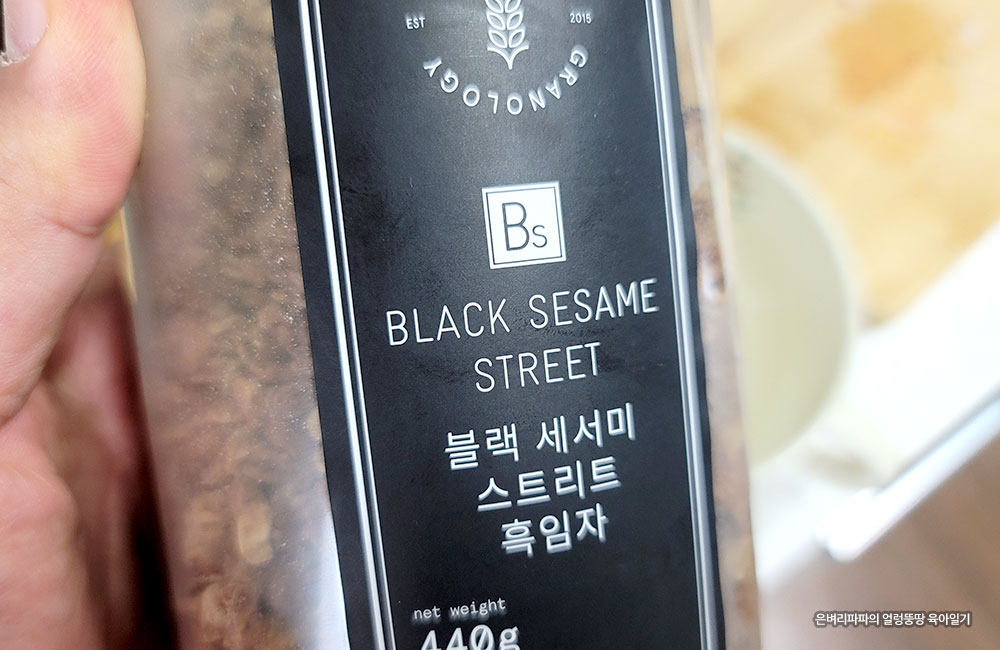 EST 2015
GRANOLOGY
Bs
BLACK SESAME
STREET
블랙 세서미
스트리트
흑임자
net weight
440g
은벼리파파의 얼렁뚱땅 육아일기